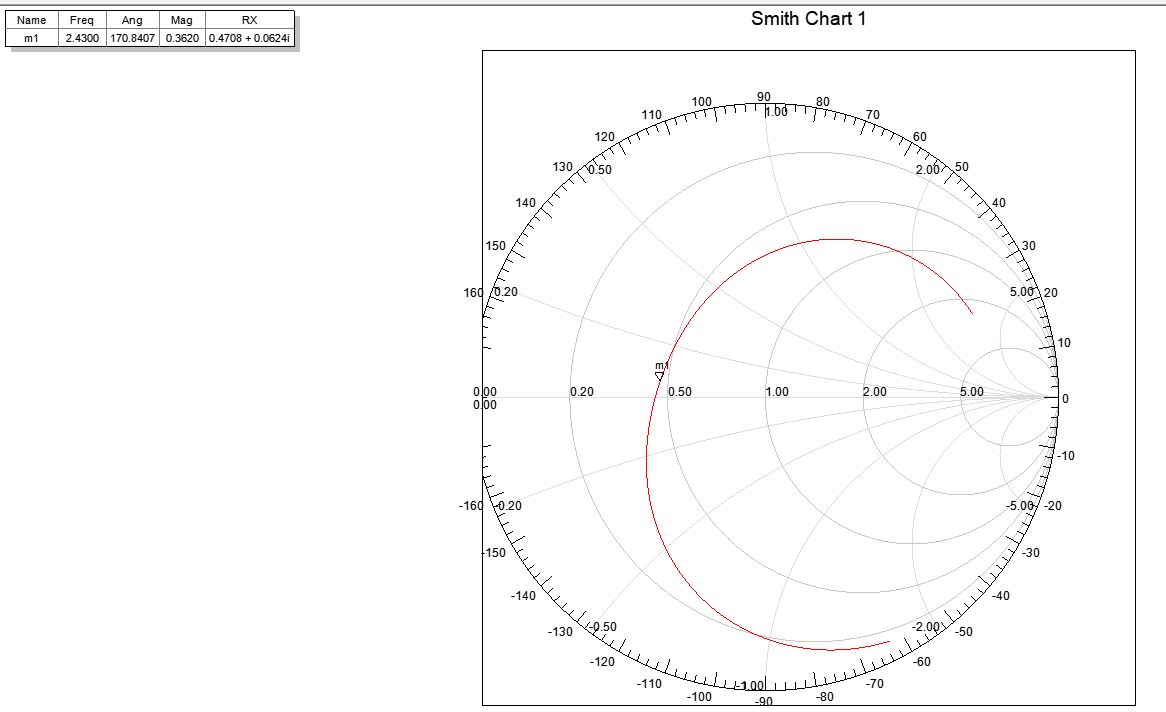 Smith Chart 1
Name Freq Ang Mag RX
m1 2.4300 170.8407 0.3620 0.4708 + 0.0624i
90
100 80
1.00
110 70
120 60
130 0.50 2.00 50
140 40
150 30
160 0.20 5.00 20
10
m1
0.00 0.20 0.50 1.00 2.00 5.00 0
0.00
-10
-160 -0.20 -5.00 -20
-150 -30
-140 -40
-130 -0.50 -2.00 -50
-120 -60
-110 -1.00 -70
-100 -80
-90